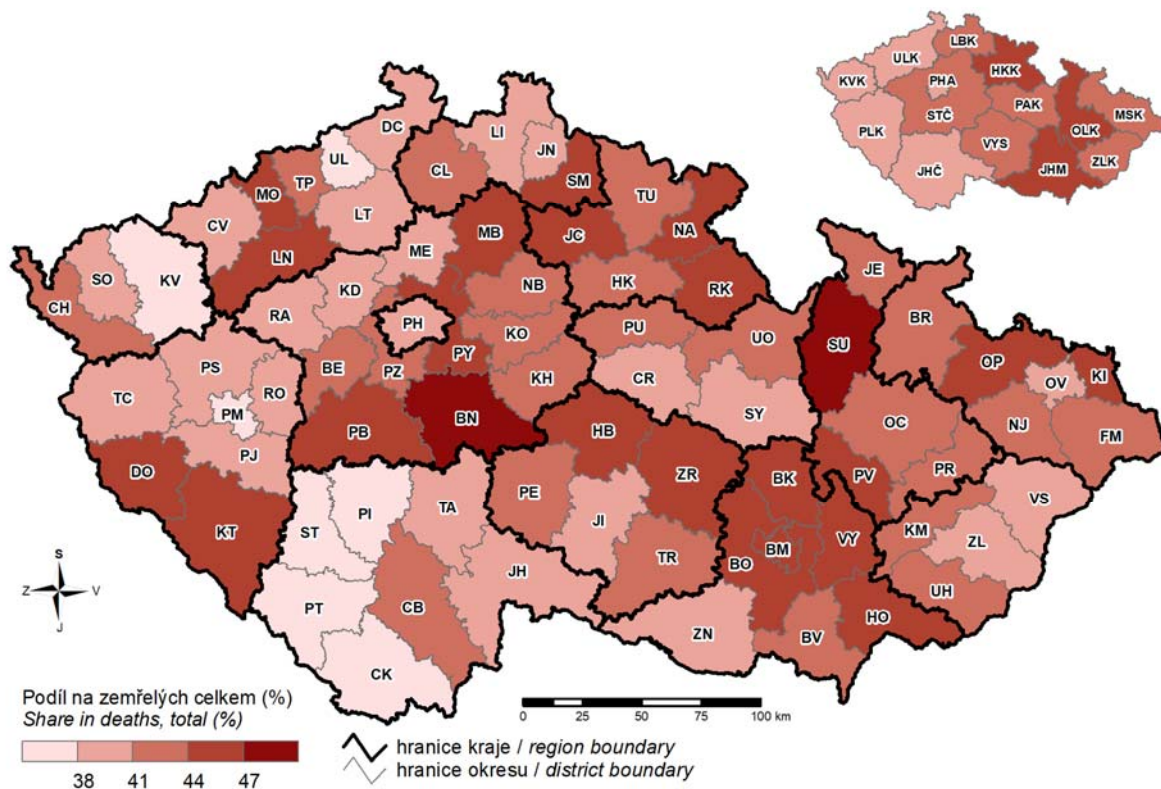 LBK
ULK
HKK
KVK
PHA
PAK
MSK
STČ
OLK
PLK
VYS
ZLK
JHČ
JHM
DC
LI
UL
JN
TP
CL
MO
SM
TU
LT
CV
MB
JC
NA
ME
LN
SO
KV
KD
NB
HK
JE
RK
CH
RA
BR
PH
KO
PU
UO
SU
PY
OP
KI
PS
RO
BE
PZ
KH
CR
OV
TC
PM
BN
SY
OC
NJ
FM
PB
HB
PJ
DO
ZR
BK
PV
PR
VS
PE
ST
PI
TA
JI
KT
KM
VY
ZL
BM
BO
TR
JH
UH
PT
CB
HO
ZN
BV
CK
S
Z V
J
Podíl na zemřelých celkem (%)
Share in deaths, total (%)
38 41 44 47
0 25 50 75 100 km
hranice kraje / region boundary
hranice okresu / district boundary